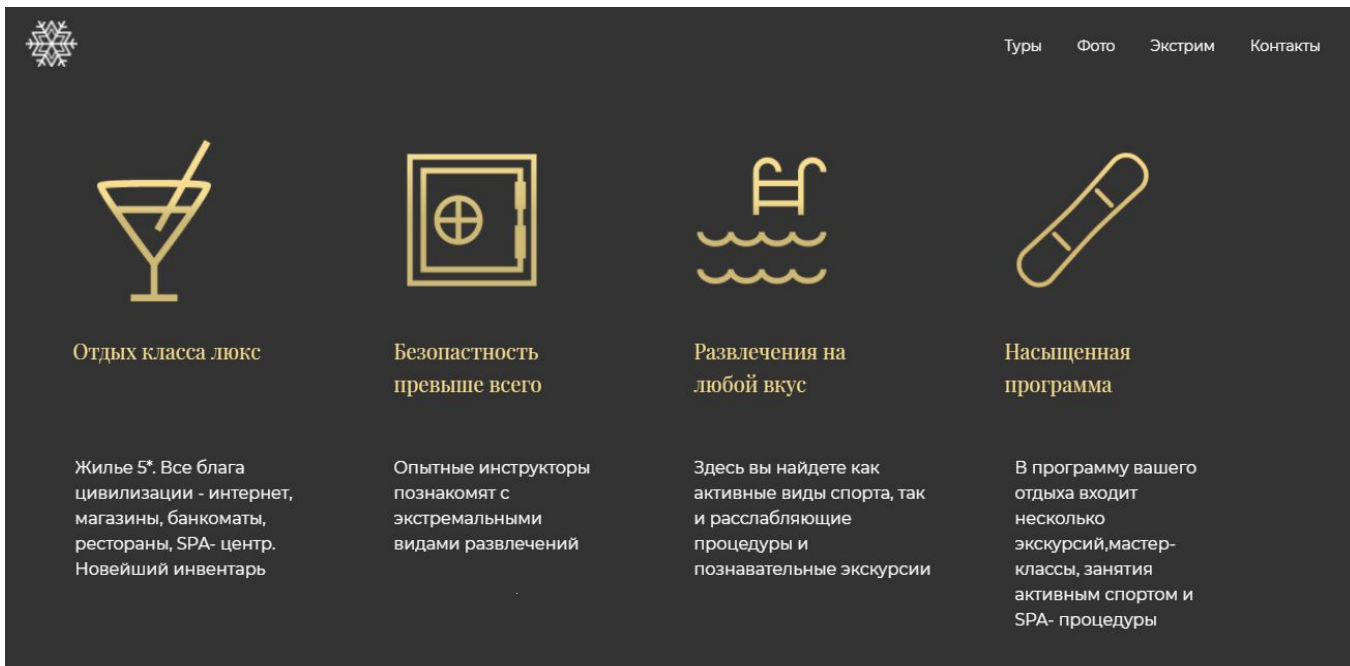 Туры Фото Экстрим Контакты
Отдых класса люкс
Безопастность
превыше всего
Развлечения на
любой вкус
Насыщенная
программа
Жилье 5*. Все блага
цивилизации - интернет,
магазины, банкоматы,
рестораны, SPA- центр.
Новейший инвентарь
Опытные инструкторы
познакомят с
экстремальными
видами развлечений
Здесь вы найдете как
активные виды спорта, так
и расслабляющие
процедуры и
познавательные экскурсии
В программу вашего
отдыха входит
несколько
экскурсий,мастер-
классы, занятия
активным спортом и
SPA- процедуры